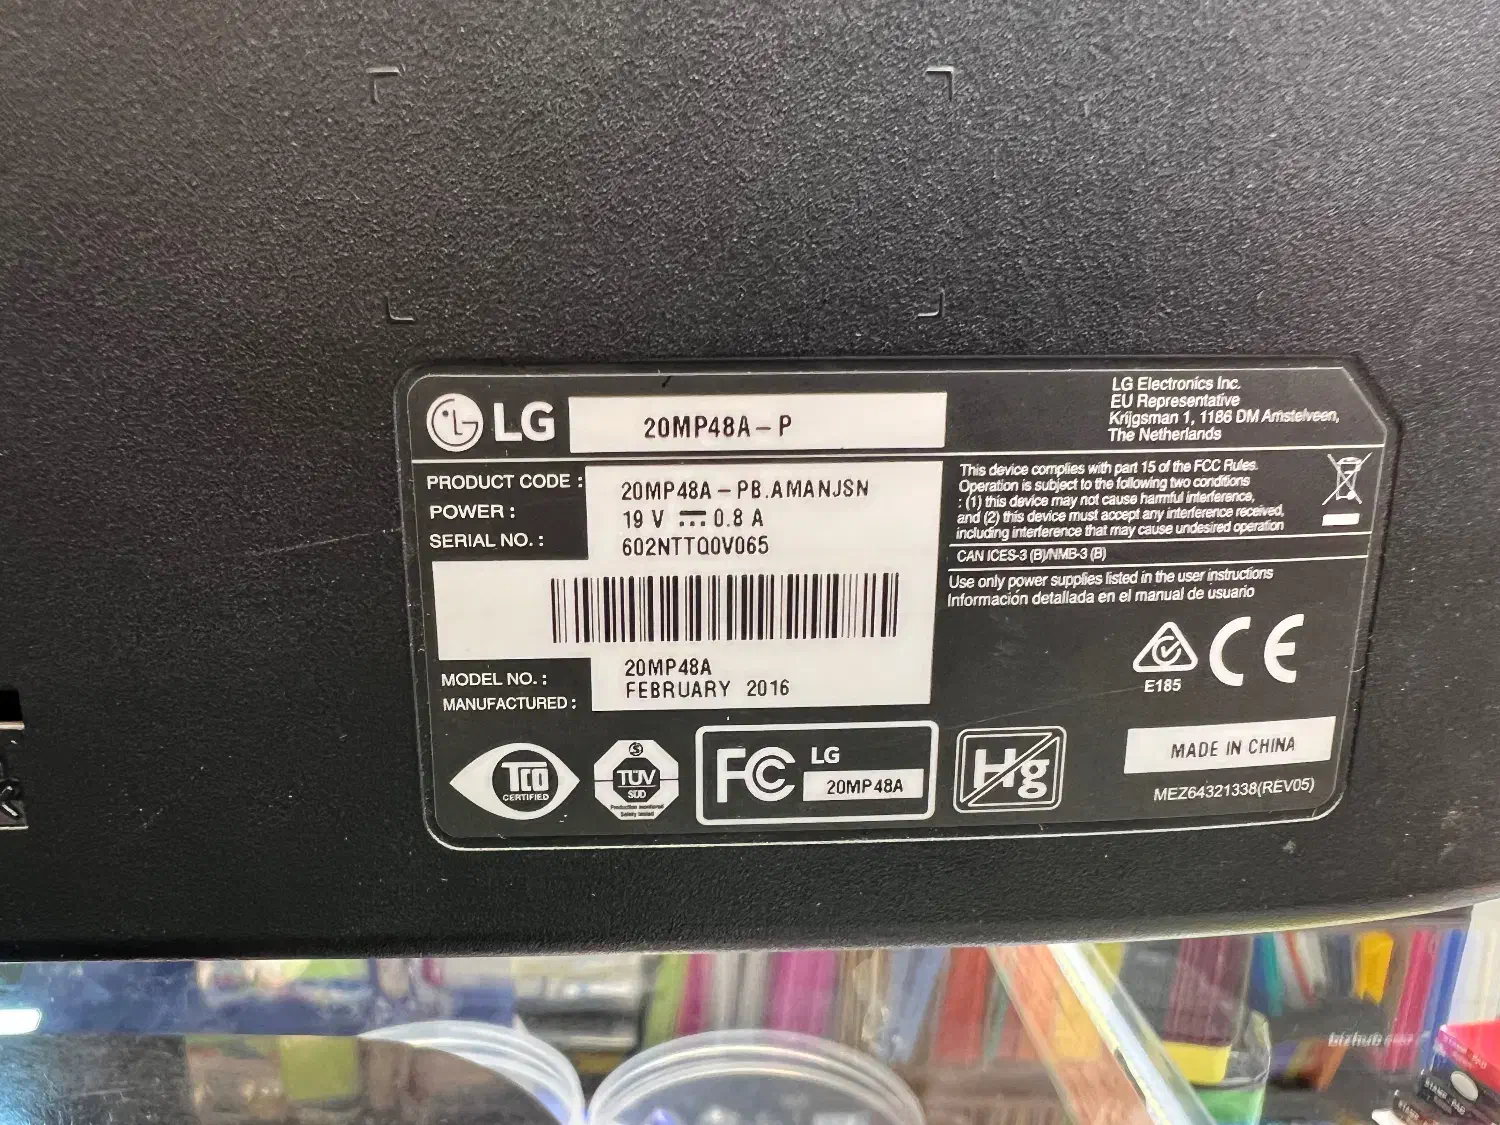 LG
20MP48A-P
LG Electronics Inc.
EU Representative
Krijgsman 1, 1186 DM Amstelveen,
The Netherlands
PRODUCT CODE : 20MP48A-PB.AMANJSN
POWER : 19 V ⎓ 0.8 A
SERIAL NO. : 602NTTQ0V065
MODEL NO. : 20MP48A
MANUFACTURED : FEBRUARY 2016
This device complies with part 15 of the FCC Rules.
Operation is subject to the following two conditions
: (1) this device may not cause harmful interference,
and (2) this device must accept any interference received,
including interference that may cause undesired operation
CAN ICES-3 (B)/NMB-3 (B)
Use only power supplies listed in the user instructions
Información detallada en el manual de usuario
E185
CE
TCO
CERTIFIED
TÜV
SÜD
Production monitored
Safety tested
FC
LG
20MP48A
Hg
MADE IN CHINA
MEZ64321338(REV05)
bizhub